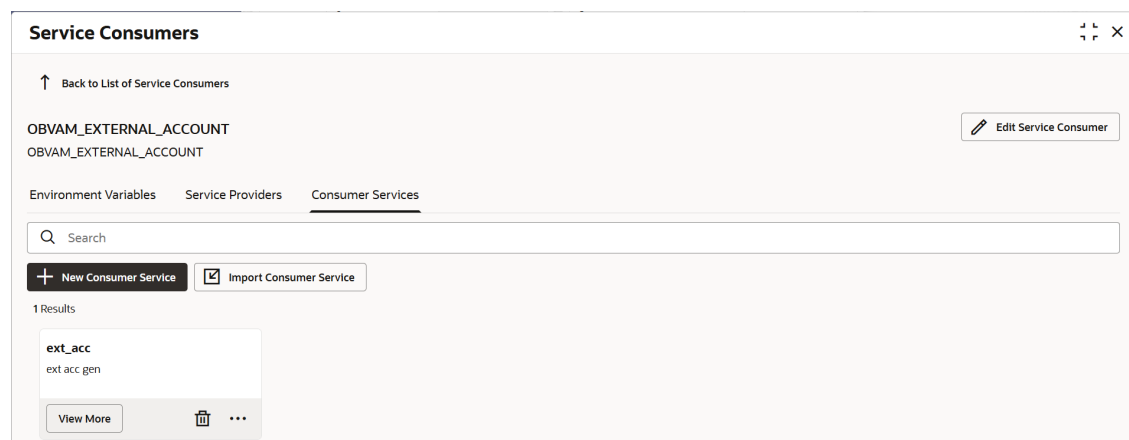 Service Consumers
Back to List of Service Consumers
OBVAM_EXTERNAL_ACCOUNT
Edit Service Consumer
OBVAM_EXTERNAL_ACCOUNT
Environment Variables Service Providers Consumer Services
Search
New Consumer Service Import Consumer Service
1 Results
ext_acc
ext acc gen
View More